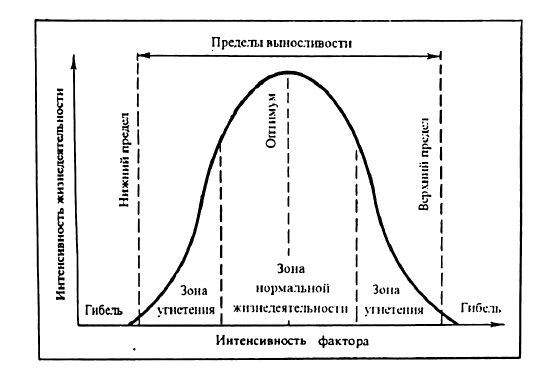 Пределы выносливости
Интенсивность жизнедеятельности
Нижний предел
Оптимум
Верхний предел
Гибель
Зона
угнетения
Зона
нормальной
жизнедеятельности
Зона
угнетения
Гибель
Интенсивность фактора